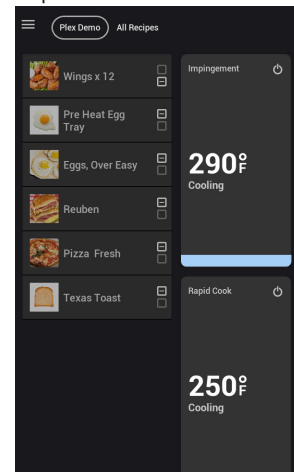 Plex Demo All Recipes
Wings x 12
Pre Heat Egg
Tray
Eggs, Over Easy
Reuben
Pizza Fresh
Texas Toast
Impingement
290°F
Cooling
Rapid Cook
250°F
Cooling